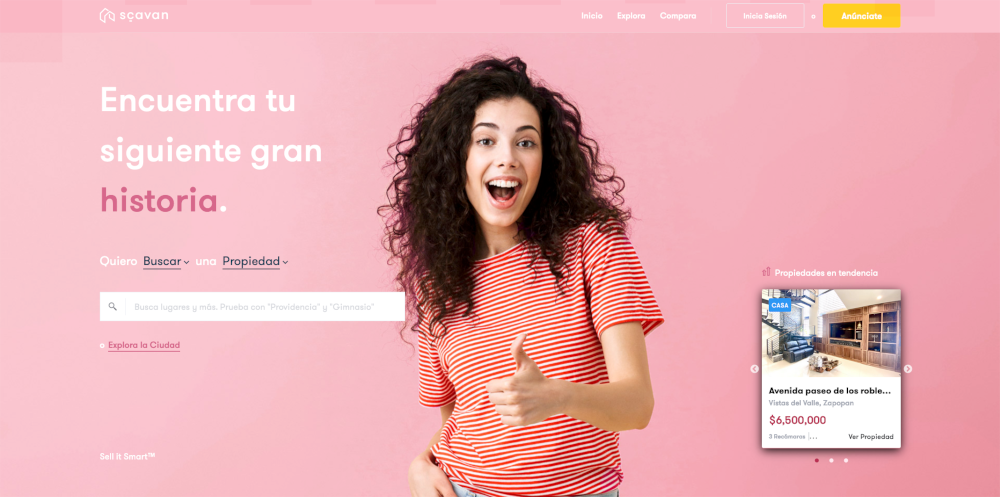 sçavan
Inicio Explora Compara Inicia Sesión o Anúnciate
Encuentra tu
siguiente gran
historia.
Quiero Buscar una Propiedad
Busca lugares y más. Prueba con "Providencia" y "Gimnasio"
o Explora la Ciudad
Propiedades en tendencia
CASA
Avenida paseo de los roble...
Vistas del Valle, Zapopan
$6,500,000
3 Recámaras ... Ver Propiedad
Sell it Smart™